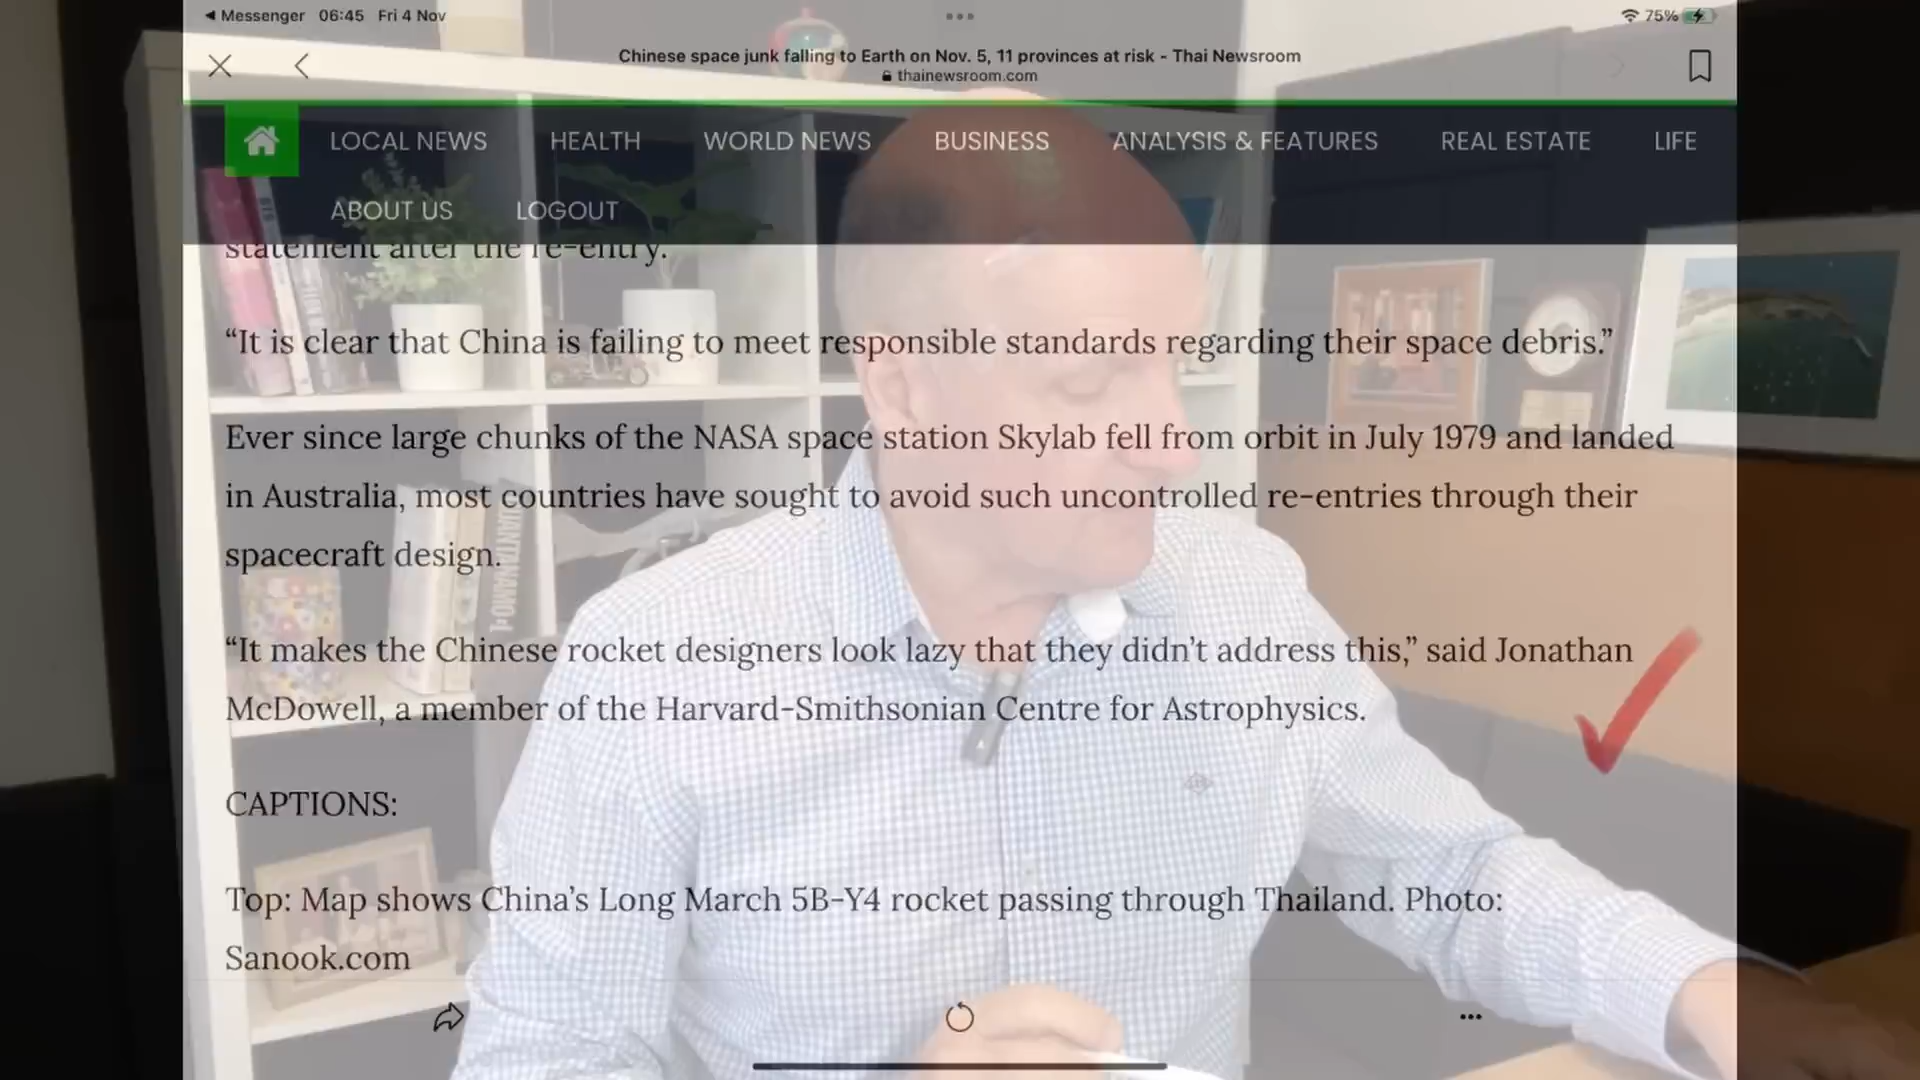 Messenger 06:45 Fri 4 Nov
75%
Chinese space junk falling to Earth on Nov. 5, 11 provinces at risk - Thai Newsroom
thainewsroom.com
LOCAL NEWS HEALTH WORLD NEWS BUSINESS ANALYSIS & FEATURES REAL ESTATE LIFE
ABOUT US LOGOUT
statement after the re-entry.
“It is clear that China is failing to meet responsible standards regarding their space debris.”
Ever since large chunks of the NASA space station Skylab fell from orbit in July 1979 and landed
in Australia, most countries have sought to avoid such uncontrolled re-entries through their
spacecraft design.
“It makes the Chinese rocket designers look lazy that they didn’t address this,” said Jonathan
McDowell, a member of the Harvard-Smithsonian Centre for Astrophysics.
CAPTIONS:
Top: Map shows China’s Long March 5B-Y4 rocket passing through Thailand. Photo:
Sanook.com